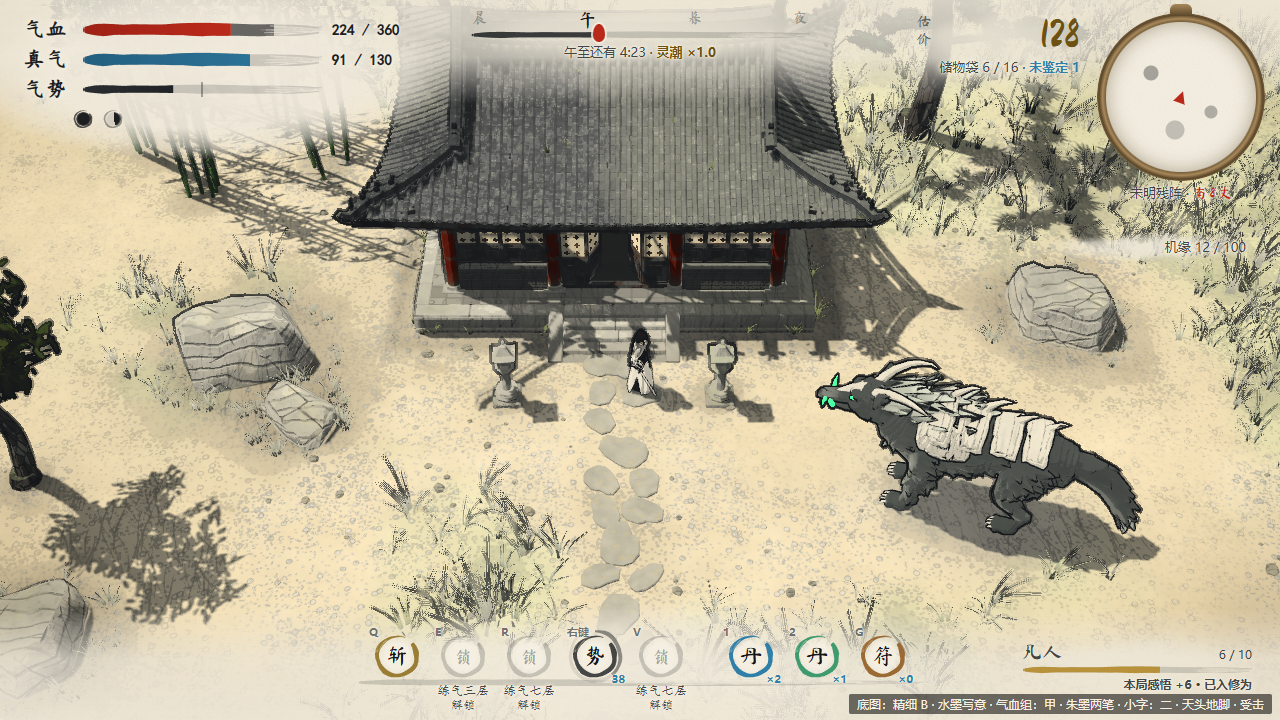 气血 224 / 360
真气 91 / 130
气势
晨 午 暮 夜
午至还有 4:23 · 灵潮 ×1.0
估价 128
储物袋 6 / 16 · 未鉴定 1
机缘 12 / 100
Q E R 右键 V 1 2 G
斩 锁 锁 势 锁 丹 丹 符
38 ×2 ×1 ×0
练气三层 练气七层 练气七层
解锁 解锁 解锁
凡人 6 / 10
本局感悟 +6 · 已入修为
底图：精细 B · 水墨写意 · 气血组：甲 · 朱墨两笔 · 小字：二 · 天头地脚 · 受击